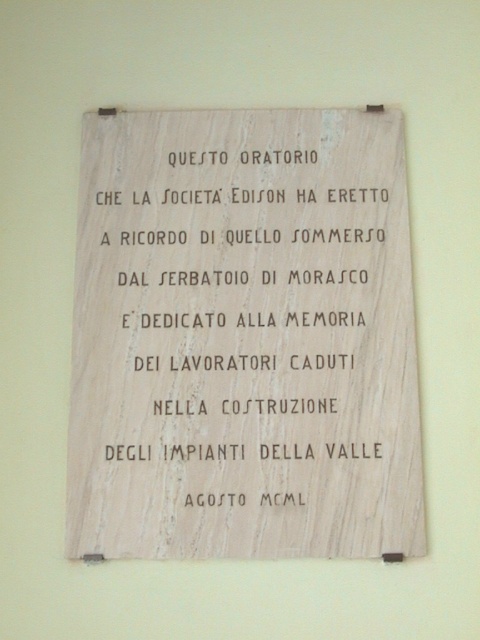 QUESTO ORATORIO
CHE LA SOCIETA' EDISON HA ERETTO
A RICORDO DI QUELLO SOMMERSO
DAL SERBATOIO DI MORASCO
E' DEDICATO ALLA MEMORIA
DEI LAVORATORI CADUTI
NELLA COSTRUZIONE
DEGLI IMPIANTI DELLA VALLE
AGOSTO MCML